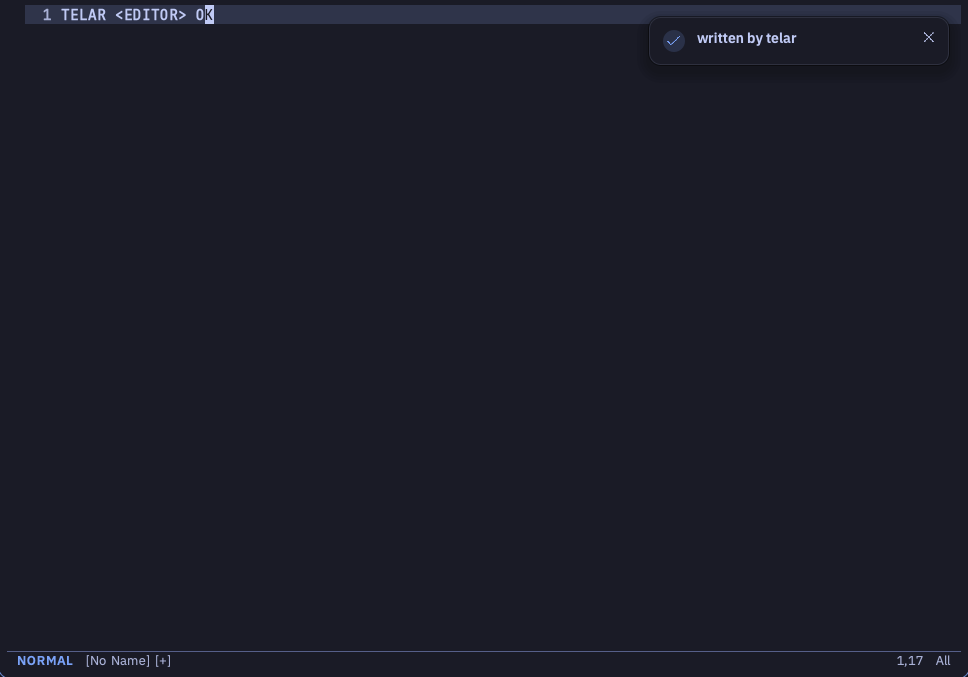 1 TELAR <EDITOR> OK
written by telar
NORMAL [No Name] [+] 1,17 All